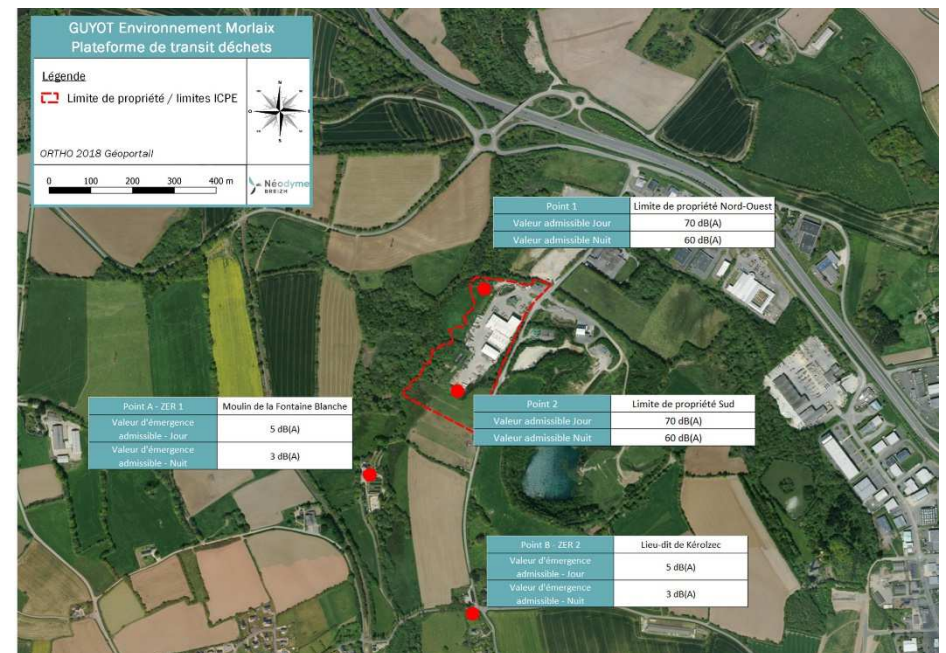 GUYOT Environnement Morlaix
Plateforme de transit déchets
Légende
Limite de propriété / limites ICPE
N
O
E
S
ORTHO 2018 Géoportail
0 100 200 300 400 m
Néodyme
BREIZH
Point 1 Limite de propriété Nord-Ouest
Valeur admissible Jour 70 dB(A)
Valeur admissible Nuit 60 dB(A)
Point A - ZER 1 Moulin de la Fontaine Blanche
Valeur d'émergence
admissible - Jour 5 dB(A)
Valeur d'émergence
admissible - Nuit 3 dB(A)
Point 2 Limite de propriété Sud
Valeur admissible Jour 70 dB(A)
Valeur admissible Nuit 60 dB(A)
Point B - ZER 2 Lieu-dit de Kérolzec
Valeur d'émergence
admissible - Jour 5 dB(A)
Valeur d'émergence
admissible - Nuit 3 dB(A)